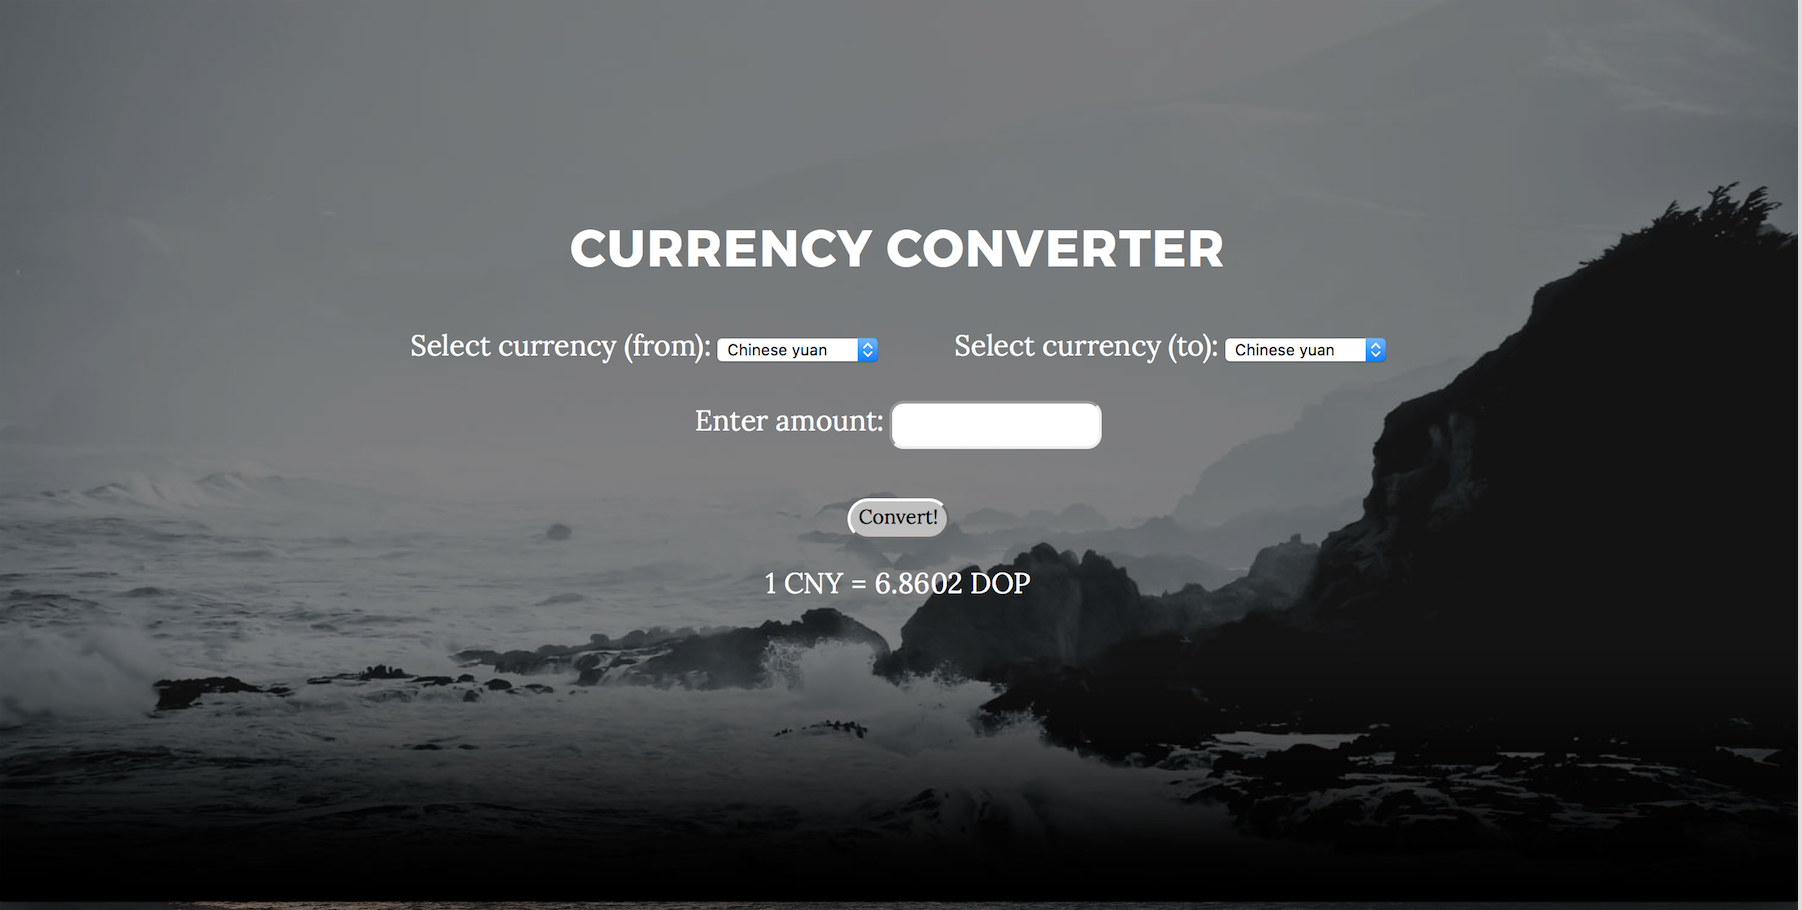 CURRENCY CONVERTER
Select currency (from): Chinese yuan Select currency (to): Chinese yuan
Enter amount:
Convert!
1 CNY = 6.8602 DOP